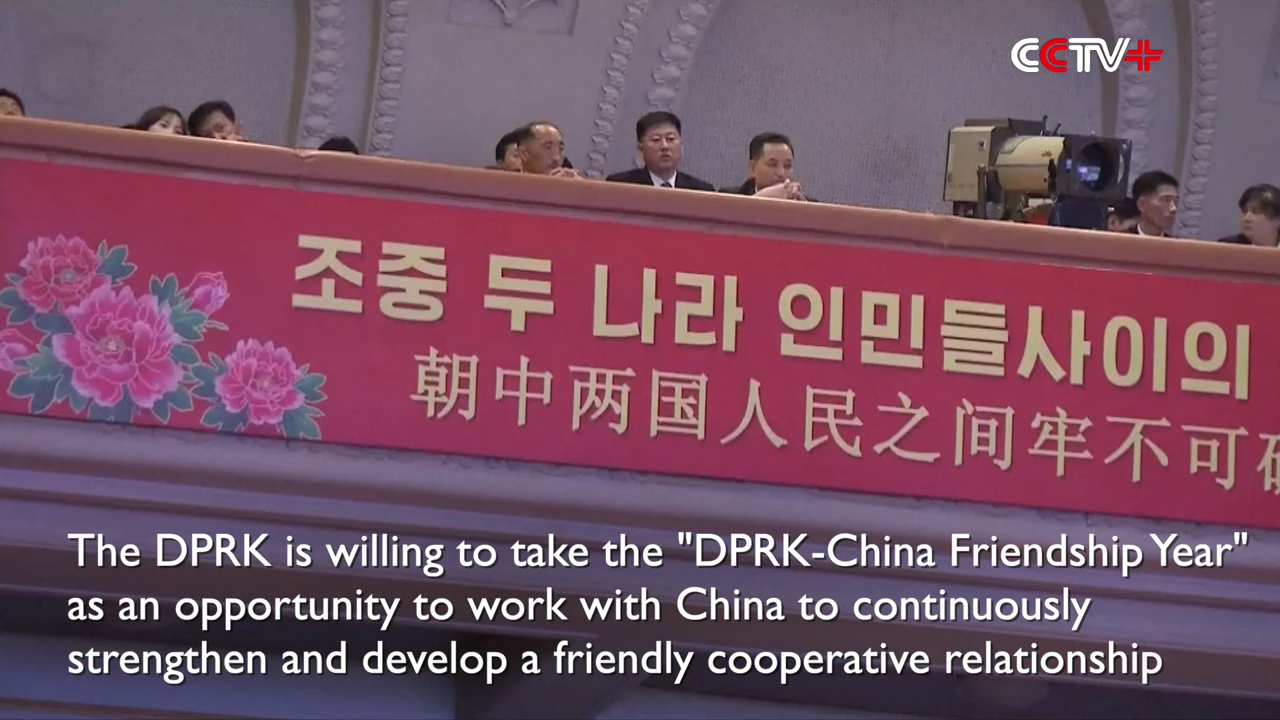 CCTV+
조중 두 나라 인민들사이의
朝中两国人民之间牢不可
The DPRK is willing to take the "DPRK-China Friendship Year"
as an opportunity to work with China to continuously
strengthen and develop a friendly cooperative relationship